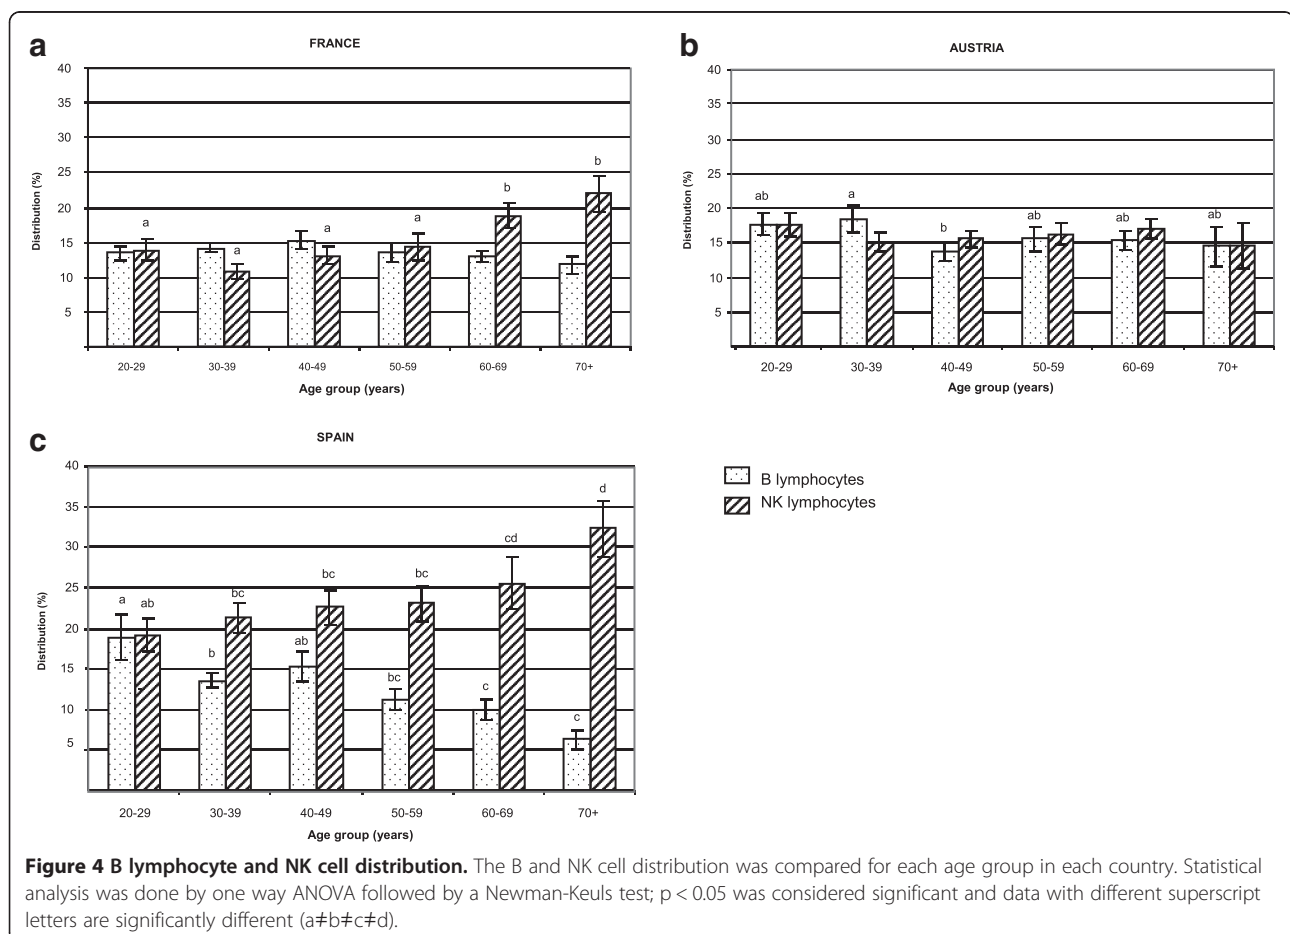 a
FRANCE
40
35
30
25
20
15
10
5
Distribution (%)
a
a
a
a
b
b
20-29 30-39 40-49 50-59 60-69 70+
Age group (years)
b
AUSTRIA
40
35
30
25
20
15
10
5
Distribution (%)
ab
a
b
ab
ab
ab
20-29 30-39 40-49 50-59 60-69 70+
Age group (years)
c
SPAIN
40
35
30
25
20
15
10
5
Distribution (%)
a ab
b bc
ab bc
bc bc
c cd
c d
20-29 30-39 40-49 50-59 60-69 70+
Age group (years)
B lymphocytes
NK lymphocytes
Figure 4 B lymphocyte and NK cell distribution. The B and NK cell distribution was compared for each age group in each country. Statistical
analysis was done by one way ANOVA followed by a Newman-Keuls test; p < 0.05 was considered significant and data with different superscript
letters are significantly different (a≠b≠c≠d).